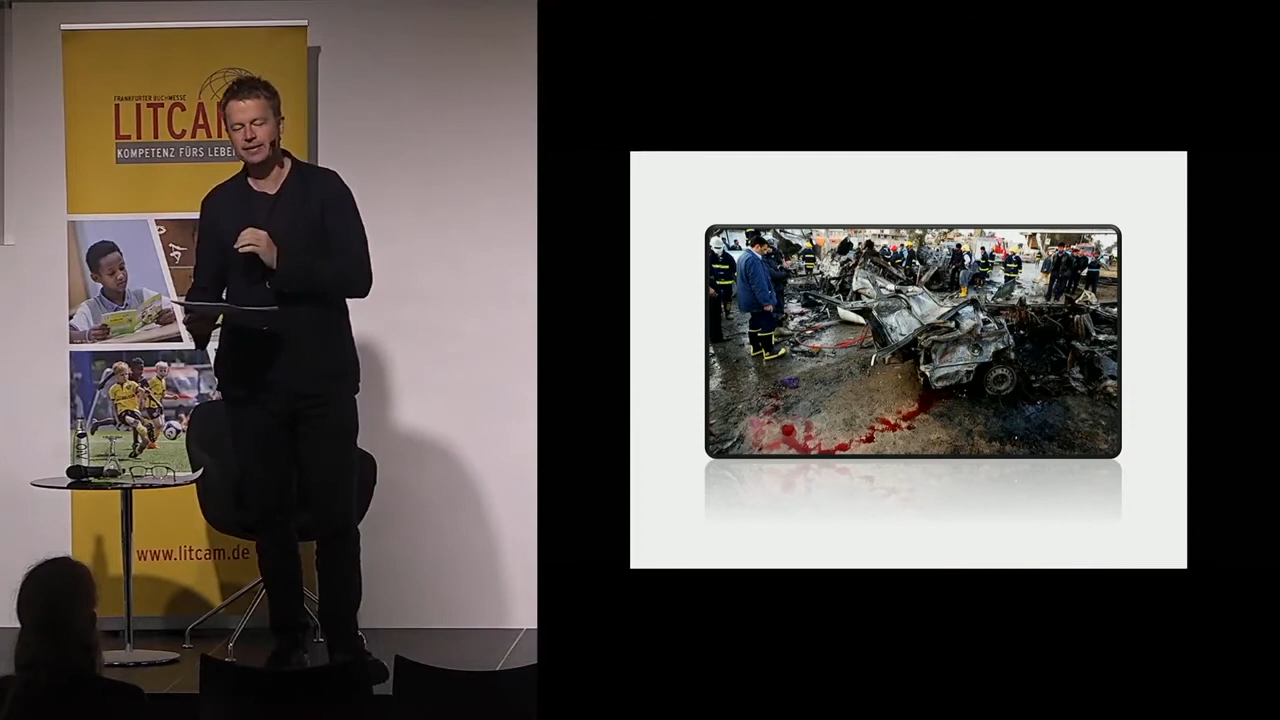 FRANKFURTER BUCHMESSE
LITCAM
KOMPETENZ FÜRS LEBEN
www.litcam.de